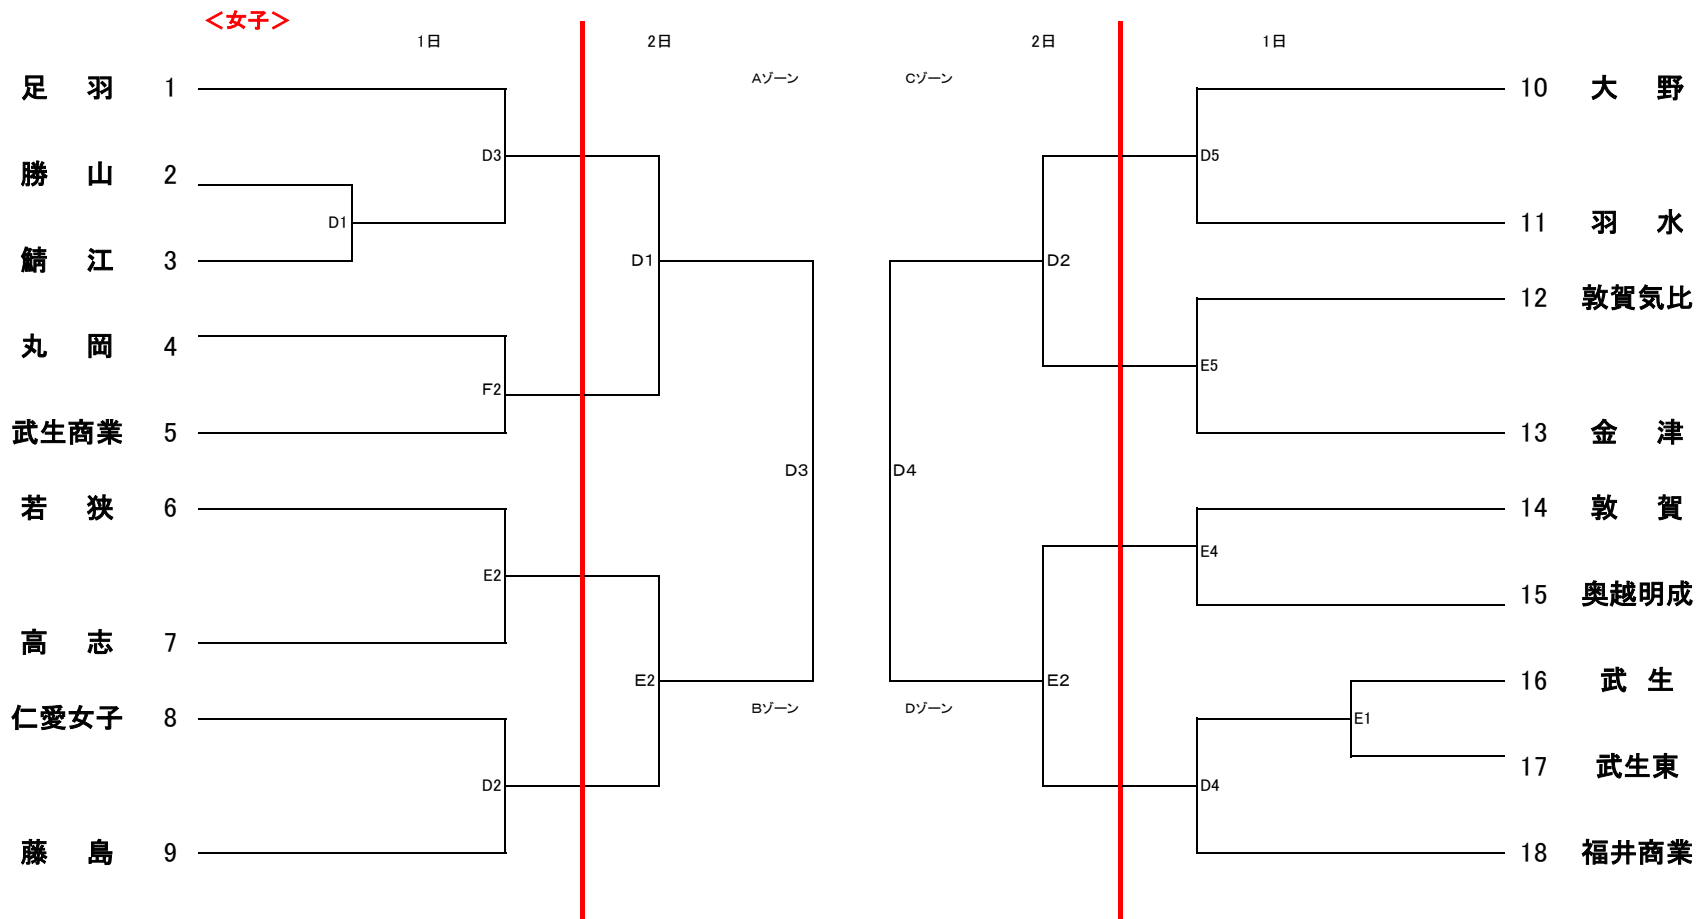 ＜女子＞
1日 2日 2日 1日
Aゾーン Cゾーン
足 羽 1 10 大 野
D3 D5
勝 山 2
D1 11 羽 水
鯖 江 3 D1 D2
12 敦賀気比
丸 岡 4
F2 E5
武生商業 5 13 金 津
D3 D4
若 狭 6 14 敦 賀
E4
E2
15 奥越明成
高 志 7
E2 E2 16 武 生
Bゾーン Dゾーン
仁愛女子 8 E1
17 武生東
D2 D4
藤 島 9 18 福井商業